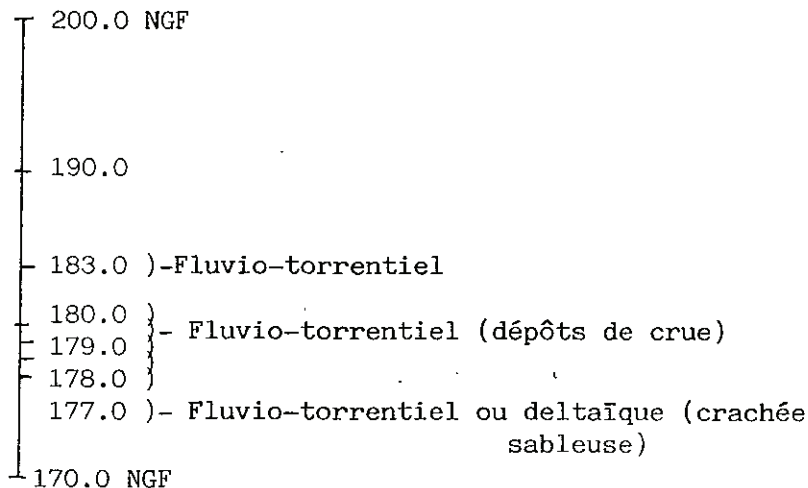 200.0 NGF
190.0
183.0 )-Fluvio-torrentiel
180.0 )
)- Fluvio-torrentiel (dépôts de crue)
179.0 )
178.0 )
177.0 )- Fluvio-torrentiel ou deltaïque (crachée
sableuse)
170.0 NGF